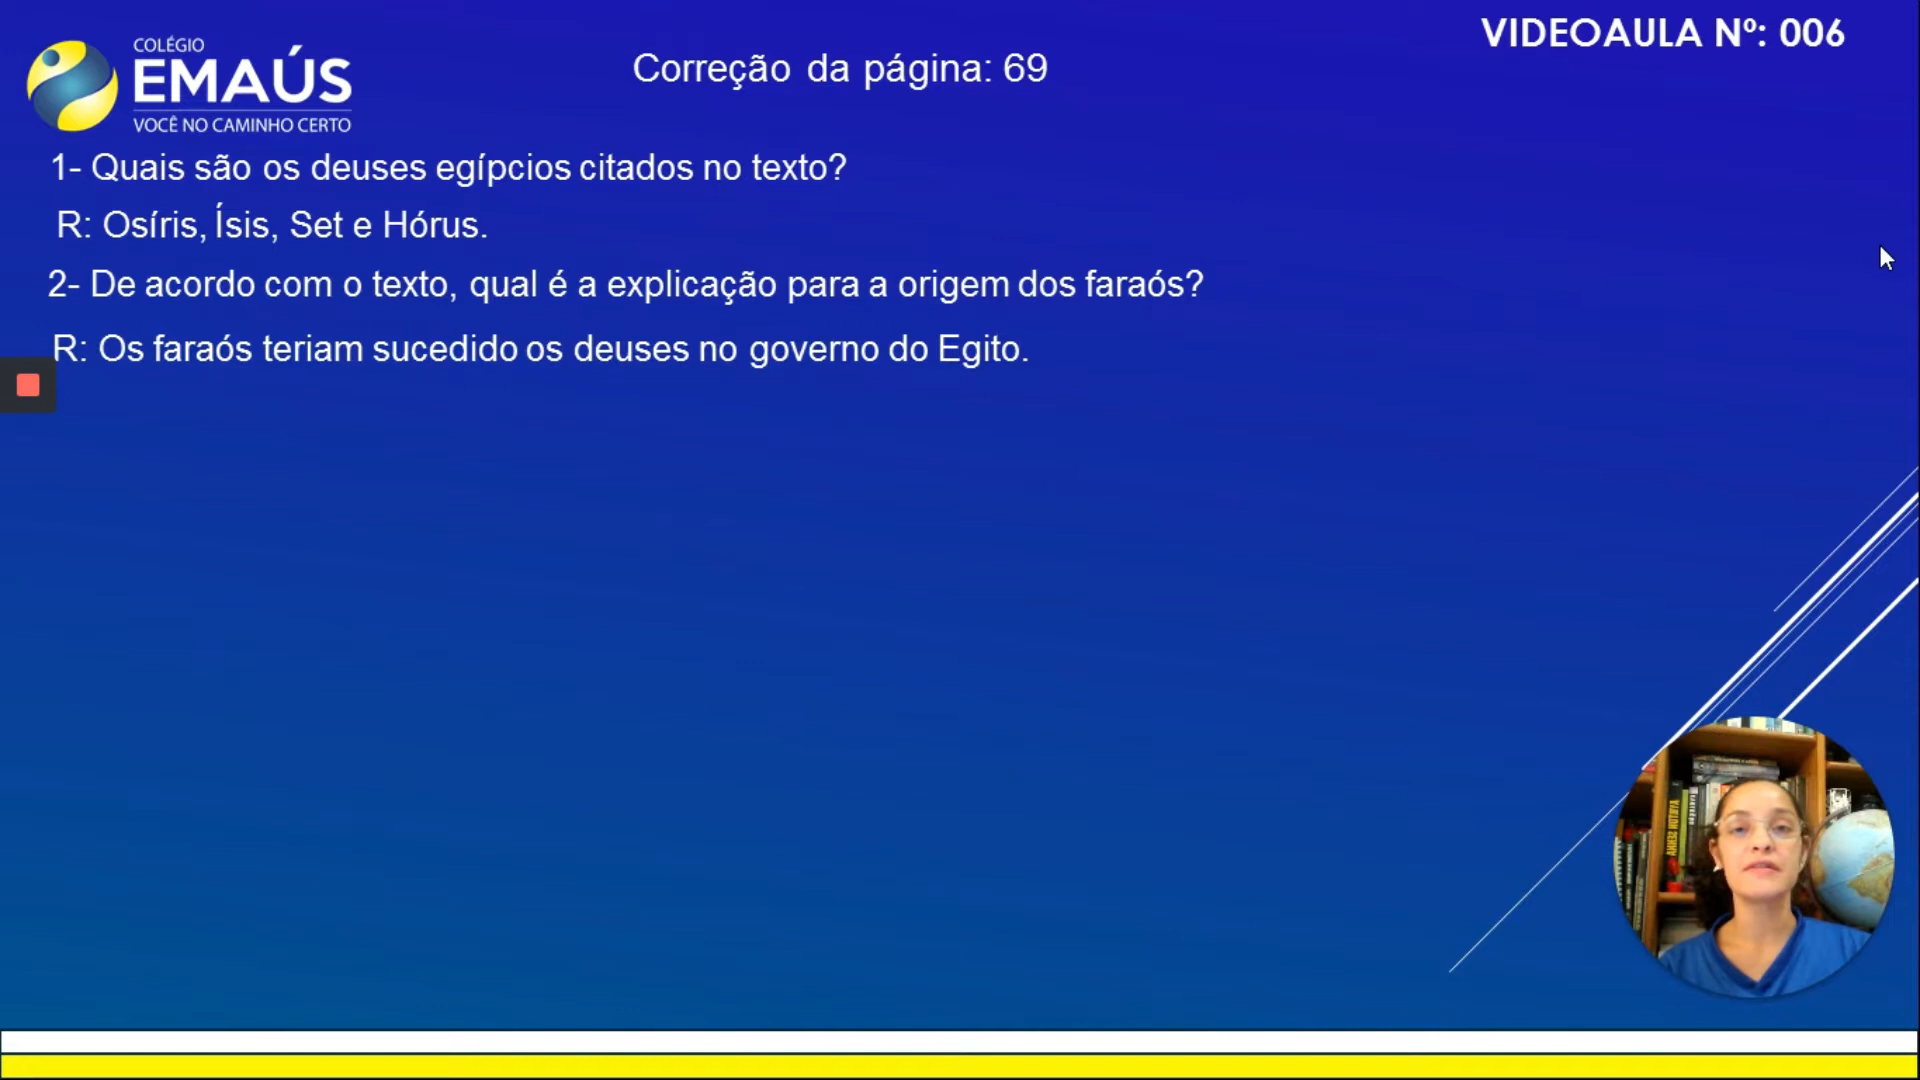 VIDEOAULA Nº: 006
COLÉGIO
EMAÚS
VOCÊ NO CAMINHO CERTO
Correção da página: 69
1- Quais são os deuses egípcios citados no texto?
R: Osíris, Ísis, Set e Hórus.
2- De acordo com o texto, qual é a explicação para a origem dos faraós?
R: Os faraós teriam sucedido os deuses no governo do Egito.